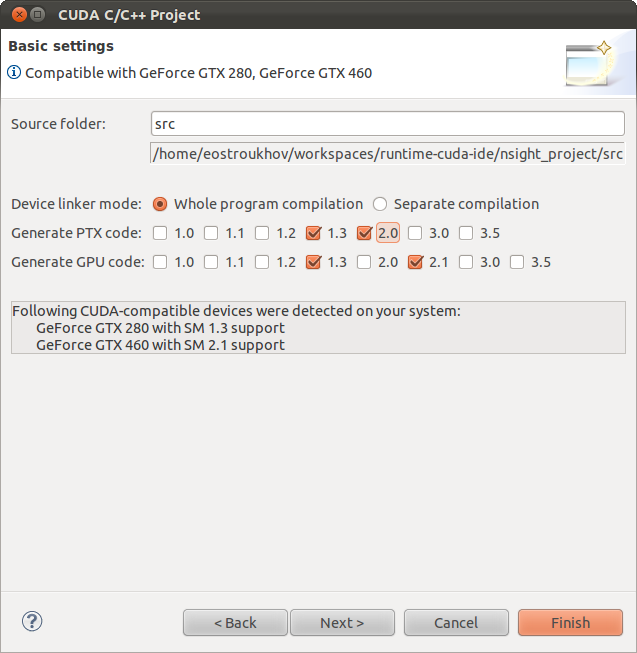 CUDA C/C++ Project
Basic settings
Compatible with GeForce GTX 280, GeForce GTX 460
Source folder: src
/home/eostroukhov/workspaces/runtime-cuda-ide/nsight_project/src
Device linker mode: Whole program compilation Separate compilation
Generate PTX code: 1.0 1.1 1.2 1.3 2.0 3.0 3.5
Generate GPU code: 1.0 1.1 1.2 1.3 2.0 2.1 3.0 3.5
Following CUDA-compatible devices were detected on your system:
GeForce GTX 280 with SM 1.3 support
GeForce GTX 460 with SM 2.1 support
? < Back Next > Cancel Finish